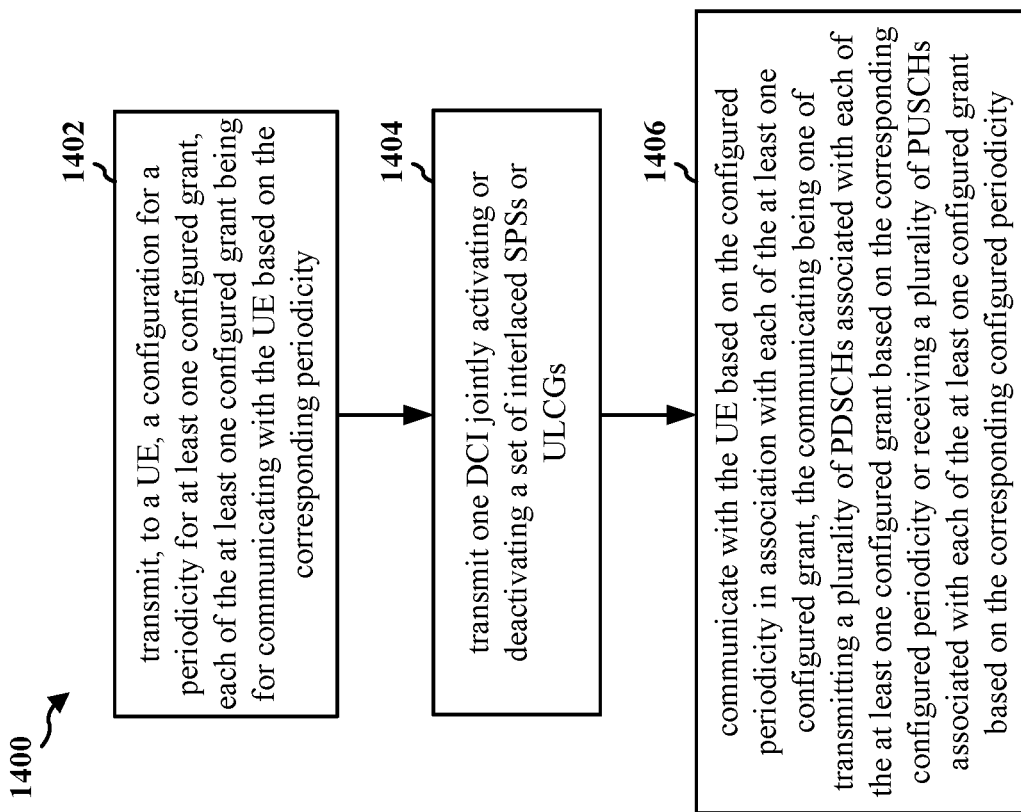 1400
1402
transmit, to a UE, a configuration for a
periodicity for at least one configured grant,
each of the at least one configured grant being
for communicating with the UE based on the
corresponding periodicity
1404
transmit one DCI jointly activating or
deactivating a set of interlaced SPSs or
ULCGs
1406
communicate with the UE based on the configured
periodicity in association with each of the at least one
configured grant, the communicating being one of
transmitting a plurality of PDSCHs associated with each of
the at least one configured grant based on the corresponding
configured periodicity or receiving a plurality of PUSCHs
associated with each of the at least one configured grant
based on the corresponding configured periodicity